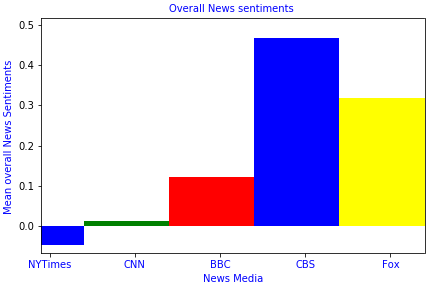 Overall News sentiments
0.5
0.4
0.3
0.2
0.1
0.0
Mean overall News Sentiments
NYTimes CNN BBC CBS Fox
News Media